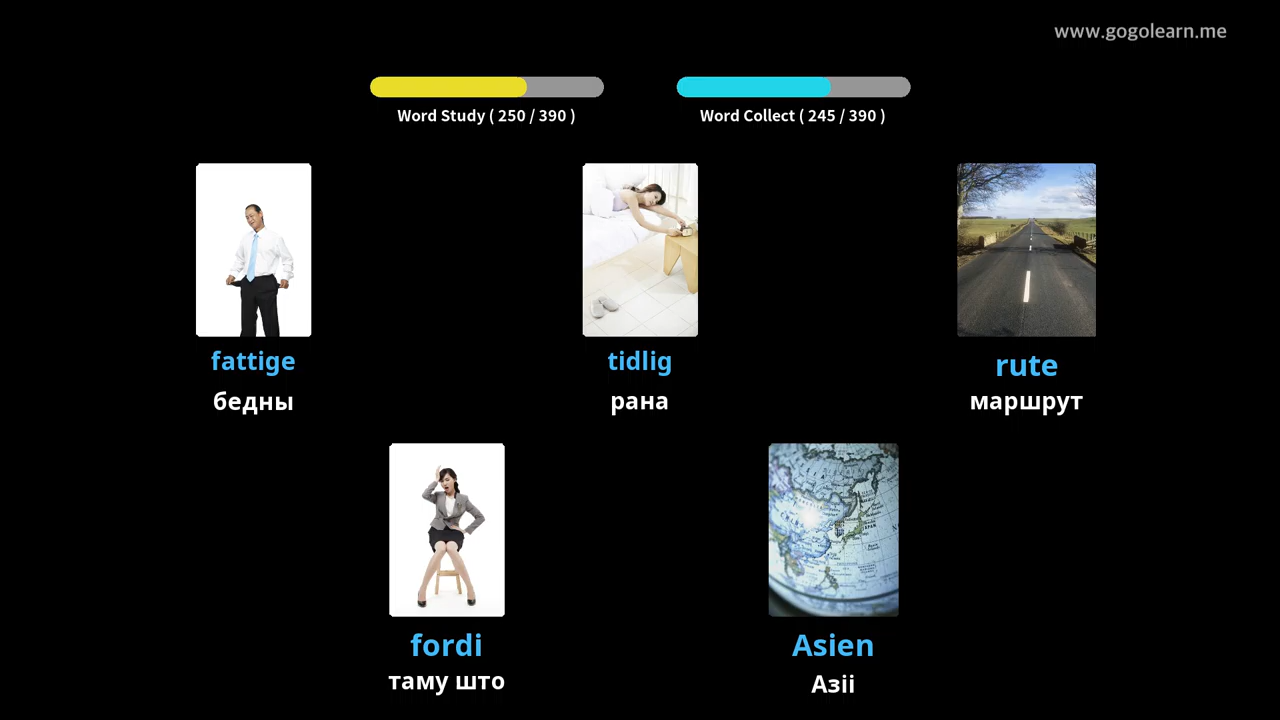 www.gogolearn.me
Word Study ( 250 / 390 )
Word Collect ( 245 / 390 )
fattige
бедны
tidlig
рана
rute
маршрут
fordi
таму што
Asien
Азіі